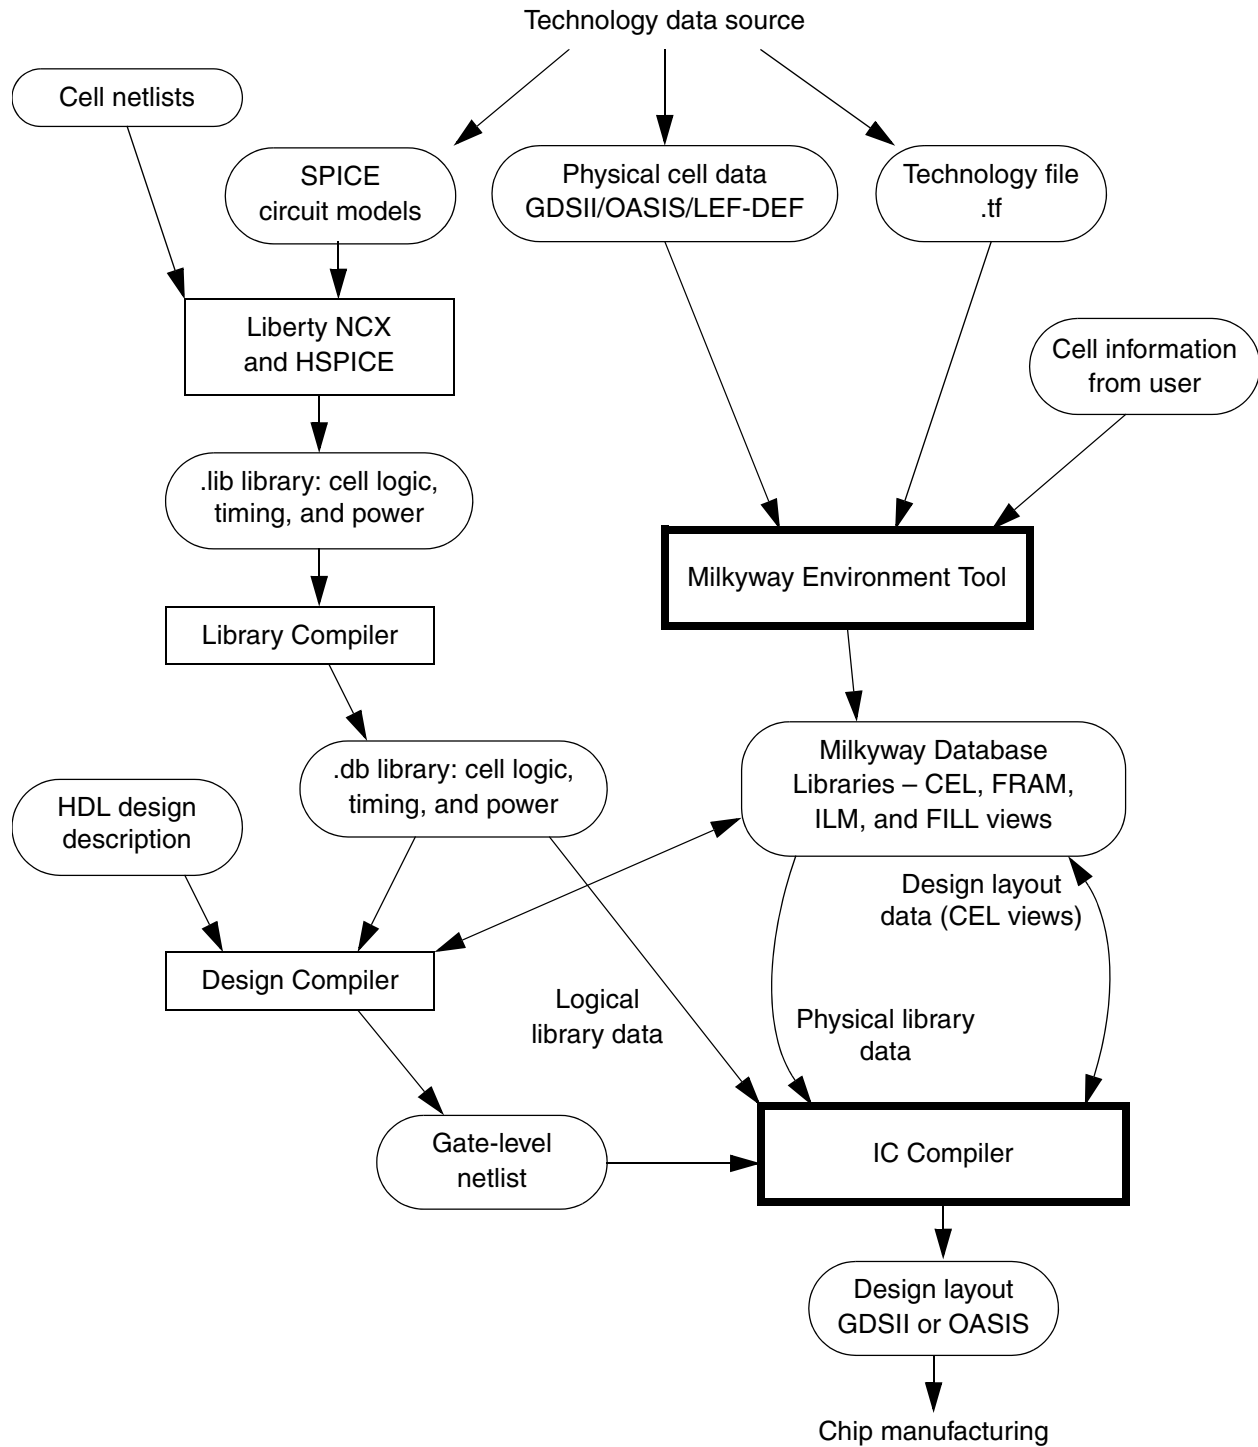 Technology data source
Cell netlists
SPICE
circuit models
Physical cell data
GDSII/OASIS/LEF-DEF
Technology file
.tf
Liberty NCX
and HSPICE
Cell information
from user
.lib library: cell logic,
timing, and power
Milkyway Environment Tool
Library Compiler
.db library: cell logic,
timing, and power
Milkyway Database
Libraries – CEL, FRAM,
ILM, and FILL views
HDL design
description
Design layout
data (CEL views)
Design Compiler
Logical
library data
Physical library
data
Gate-level
netlist
IC Compiler
Design layout
GDSII or OASIS
Chip manufacturing